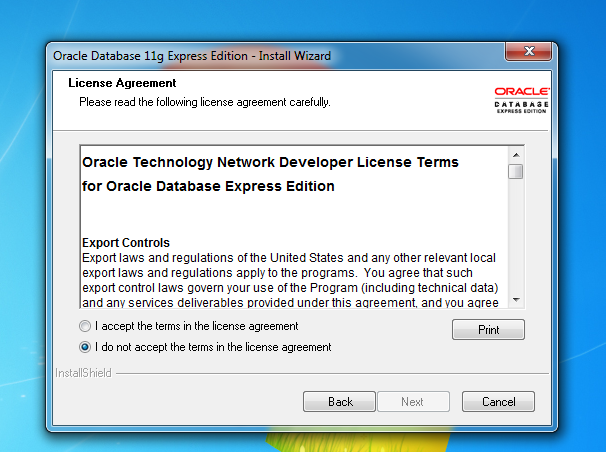 Oracle Database 11g Express Edition - Install Wizard
License Agreement
Please read the following license agreement carefully.
ORACLE
DATABASE
EXPRESS EDITION
Oracle Technology Network Developer License Terms
for Oracle Database Express Edition
Export Controls
Export laws and regulations of the United States and any other relevant local
export laws and regulations apply to the programs. You agree that such
export control laws govern your use of the Program (including technical data)
and any services deliverables provided under this agreement, and you agree
I accept the terms in the license agreement
Print
I do not accept the terms in the license agreement
InstallShield
Back
Next
Cancel